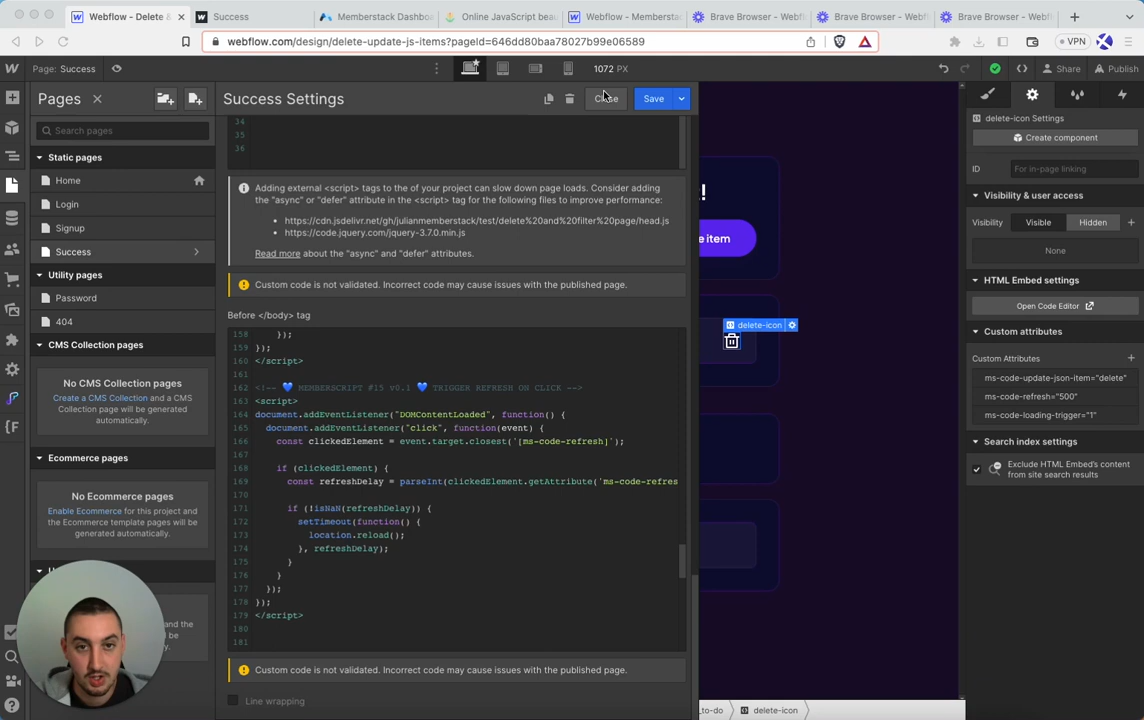 Webflow - Delete &
Success
Memberstack Dashbo
Online JavaScript beau
Webflow - Memberstac
Brave Browser - Webfl
Brave Browser - Webfl
Brave Browser - Webfl
webflow.com/design/delete-update-js-items?pageId=646dd80baa78027b99e06589
VPN
Page: Success
1072 PX
Share
Publish
Pages
Search pages
Static pages
Home
Login
Signup
Success
Utility pages
Password
404
CMS Collection pages
No CMS Collection pages
Create a CMS Collection and a CMS
Collection page will be generated
automatically.
Ecommerce pages
No Ecommerce pages
Enable Ecommerce for this project and
the Ecommerce template pages will be
generated automatically.
and the
e
y.
Success Settings
Close
Save
34
35
36
Adding external <script> tags to the of your project can slow down page loads. Consider adding
the "async" or "defer" attribute in the <script> tag for the following files to improve performance:
• https://cdn.jsdelivr.net/gh/julianmemberstack/test/delete%20and%20filter%20page/head.js
• https://code.jquery.com/jquery-3.7.0.min.js
Read more about the "async" and "defer" attributes.
Custom code is not validated. Incorrect code may cause issues with the published page.
Before </body> tag
158 });
159 });
160 </script>
161
162 <!-- 💙 MEMBERSCRIPT #15 v0.1 💙 TRIGGER REFRESH ON CLICK -->
163 <script>
164 document.addEventListener("DOMContentLoaded", function() {
165 document.addEventListener("click", function(event) {
166 const clickedElement = event.target.closest('[ms-code-refresh]');
167
168 if (clickedElement) {
169 const refreshDelay = parseInt(clickedElement.getAttribute('ms-code-refres
170
171 if (!isNaN(refreshDelay)) {
172 setTimeout(function() {
173 location.reload();
174 }, refreshDelay);
175 }
176 }
177 });
178 });
179 </script>
180
181
Custom code is not validated. Incorrect code may cause issues with the published page.
Line wrapping
!
e item
delete-icon
_to-do
delete-icon
delete-icon Settings
Create component
ID
For in-page linking
Visibility & user access
Visibility
Visible
Hidden
None
HTML Embed settings
Open Code Editor
Custom attributes
Custom Attributes
ms-code-update-json-item="delete"
ms-code-refresh="500"
ms-code-loading-trigger="1"
Search index settings
Exclude HTML Embed's content
from site search results